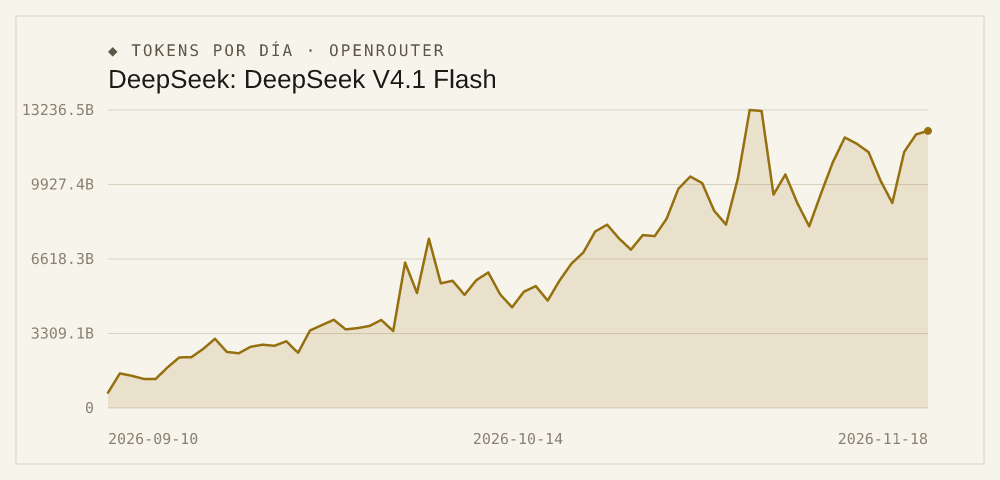 ◆ TOKENS POR DÍA · OPENROUTER
DeepSeek: DeepSeek V4.1 Flash
13236.5B
9927.4B
6618.3B
3309.1B
0
2026-09-10 2026-10-14 2026-11-18